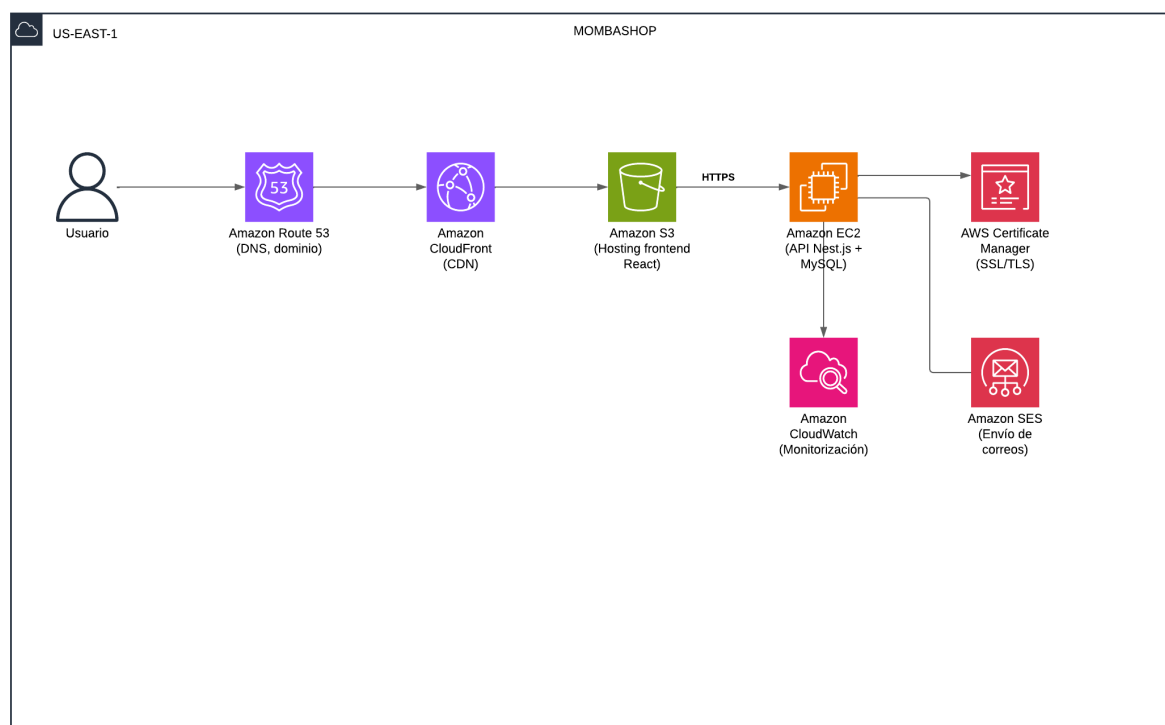 US-EAST-1
MOMBASHOP
53
HTTPS
Usuario
Amazon Route 53
(DNS, dominio)
Amazon
CloudFront
(CDN)
Amazon S3
(Hosting frontend
React)
Amazon EC2
(API Nest.js +
MySQL)
AWS Certificate
Manager
(SSL/TLS)
Amazon
CloudWatch
(Monitorización)
Amazon SES
(Envío de
correos)